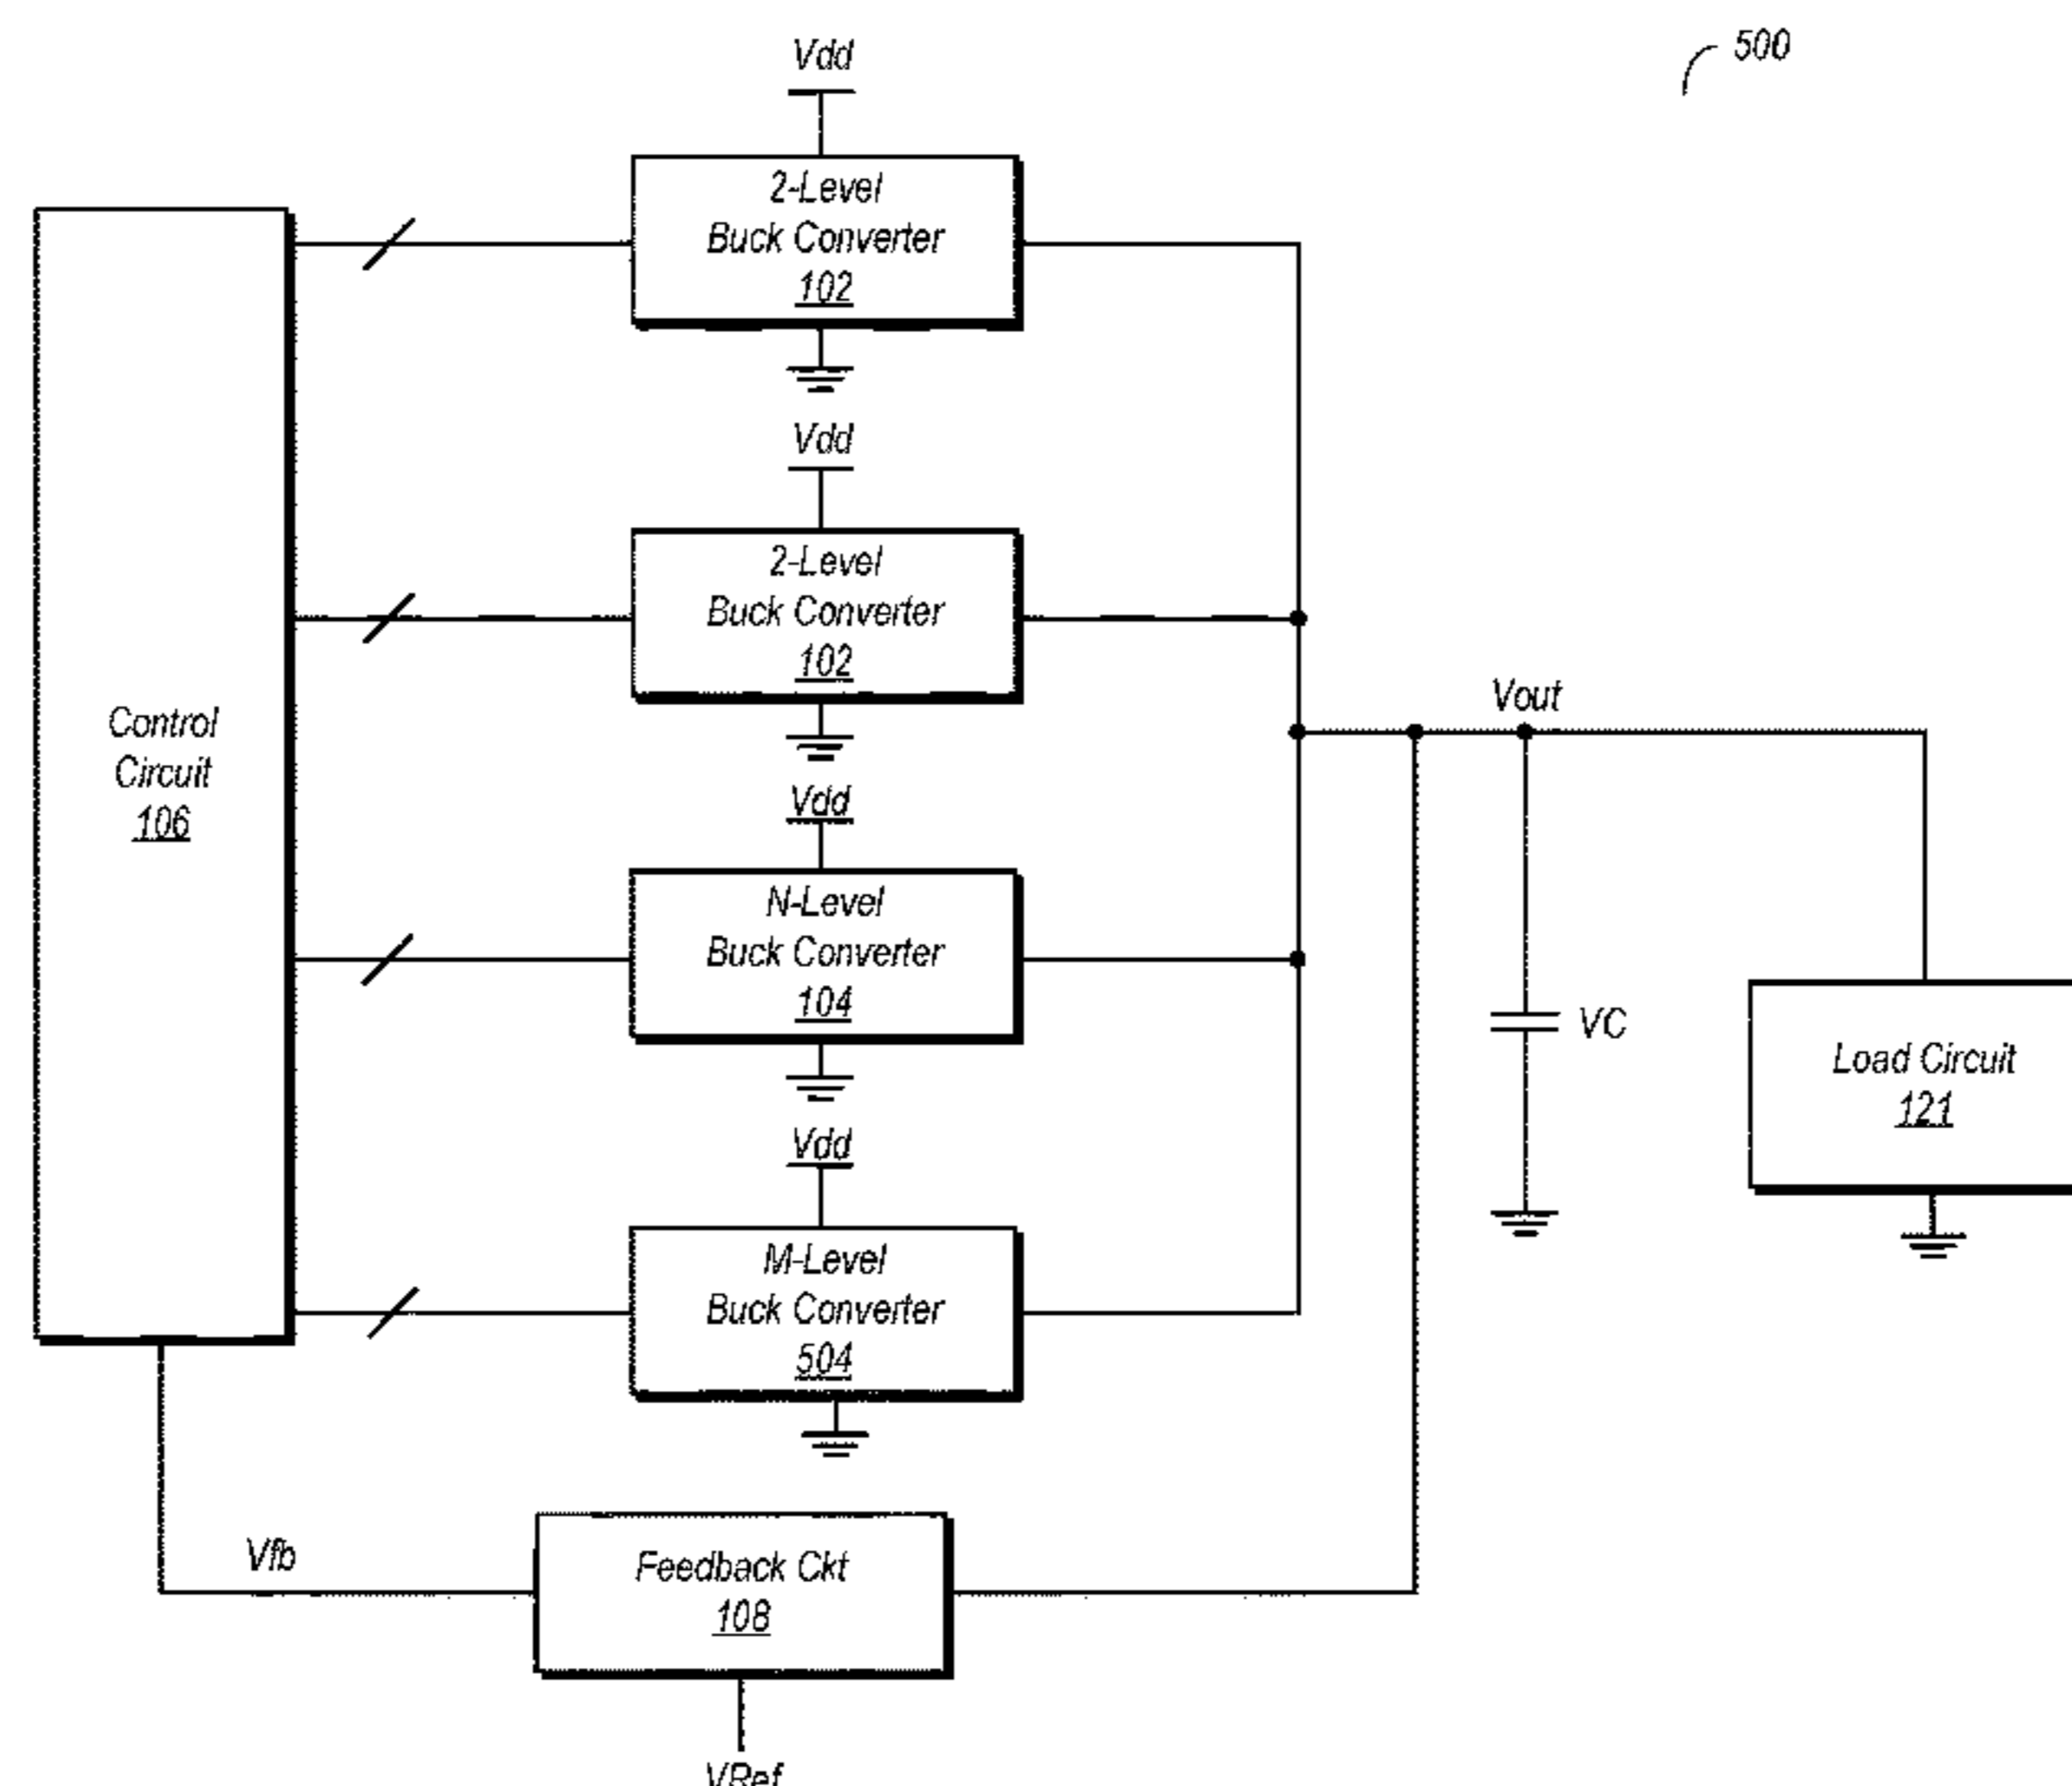 500
Vdd
2-Level
Buck Converter
102
Vdd
2-Level
Buck Converter
102
Vout
Control
Circuit
106
Vdd
N-Level
Buck Converter
104
VC
Load Circuit
121
Vdd
M-Level
Buck Converter
504
Vfb
Feedback Ckt
108
VRef